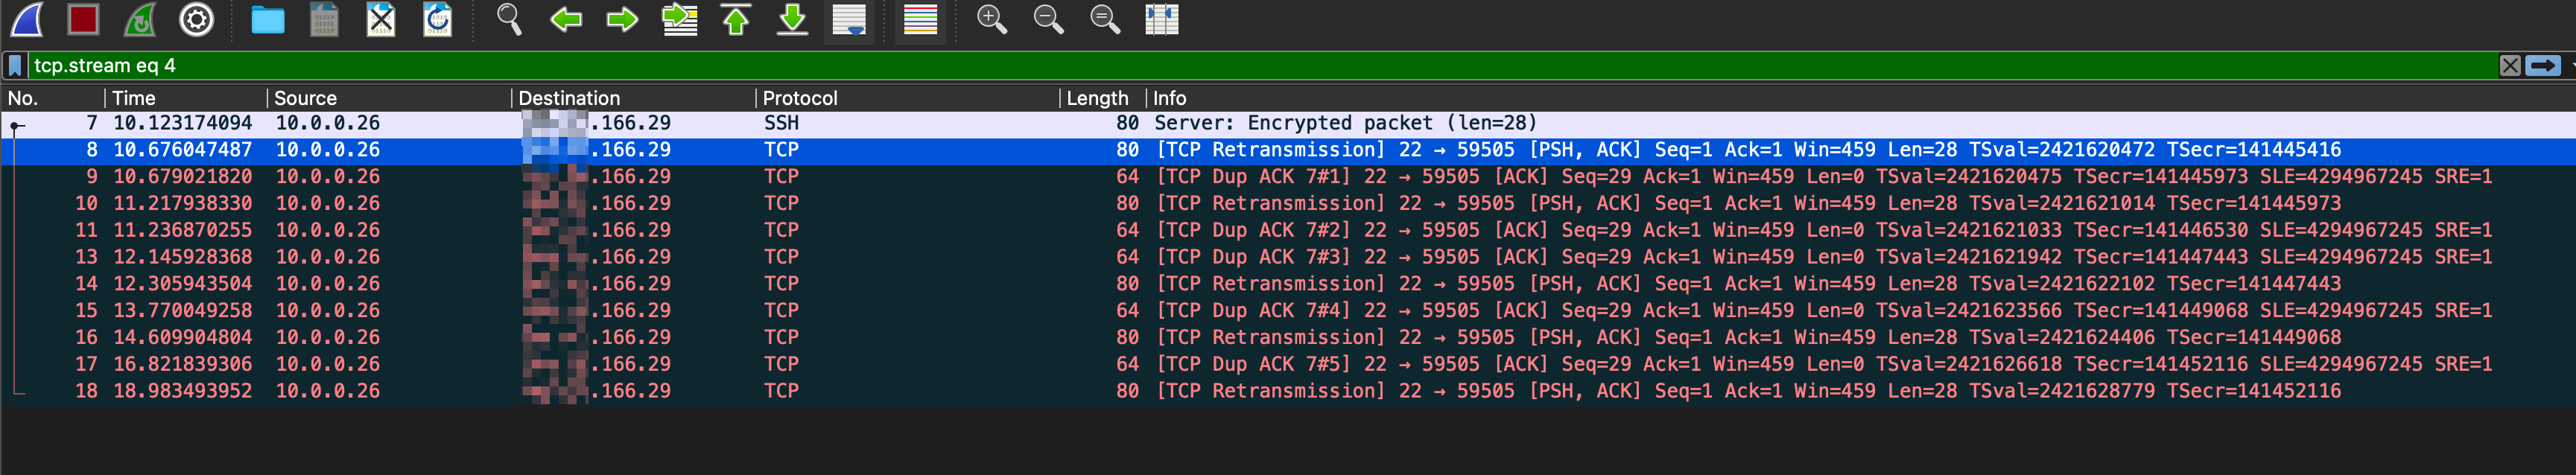 tcp.stream eq 4
No. Time Source Destination Protocol Length Info
7 10.123174094 10.0.0.26 .166.29 SSH 80 Server: Encrypted packet (len=28)
8 10.676047487 10.0.0.26 .166.29 TCP 80 [TCP Retransmission] 22 → 59505 [PSH, ACK] Seq=1 Ack=1 Win=459 Len=28 TSval=2421620472 TSecr=141445416
9 10.679021820 10.0.0.26 .166.29 TCP 64 [TCP Dup ACK 7#1] 22 → 59505 [ACK] Seq=29 Ack=1 Win=459 Len=0 TSval=2421620475 TSecr=141445973 SLE=4294967245 SRE=1
10 11.217938330 10.0.0.26 .166.29 TCP 80 [TCP Retransmission] 22 → 59505 [PSH, ACK] Seq=1 Ack=1 Win=459 Len=28 TSval=2421621014 TSecr=141445973
11 11.236870255 10.0.0.26 .166.29 TCP 64 [TCP Dup ACK 7#2] 22 → 59505 [ACK] Seq=29 Ack=1 Win=459 Len=0 TSval=2421621033 TSecr=141446530 SLE=4294967245 SRE=1
13 12.145928368 10.0.0.26 .166.29 TCP 64 [TCP Dup ACK 7#3] 22 → 59505 [ACK] Seq=29 Ack=1 Win=459 Len=0 TSval=2421621942 TSecr=141447443 SLE=4294967245 SRE=1
14 12.305943504 10.0.0.26 .166.29 TCP 80 [TCP Retransmission] 22 → 59505 [PSH, ACK] Seq=1 Ack=1 Win=459 Len=28 TSval=2421622102 TSecr=141447443
15 13.770049258 10.0.0.26 .166.29 TCP 64 [TCP Dup ACK 7#4] 22 → 59505 [ACK] Seq=29 Ack=1 Win=459 Len=0 TSval=2421623566 TSecr=141449068 SLE=4294967245 SRE=1
16 14.609904804 10.0.0.26 .166.29 TCP 80 [TCP Retransmission] 22 → 59505 [PSH, ACK] Seq=1 Ack=1 Win=459 Len=28 TSval=2421624406 TSecr=141449068
17 16.821839306 10.0.0.26 .166.29 TCP 64 [TCP Dup ACK 7#5] 22 → 59505 [ACK] Seq=29 Ack=1 Win=459 Len=0 TSval=2421626618 TSecr=141452116 SLE=4294967245 SRE=1
18 18.983493952 10.0.0.26 .166.29 TCP 80 [TCP Retransmission] 22 → 59505 [PSH, ACK] Seq=1 Ack=1 Win=459 Len=28 TSval=2421628779 TSecr=141452116